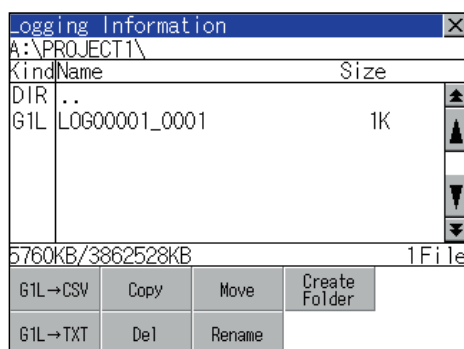 Logging Information
A:\PROJECT1\
Kind Name Size
DIR ..
G1L LOG00001_0001 1K
5760KB/3862528KB 1File
G1L→CSV Copy Move Create Folder
G1L→TXT Del Rename